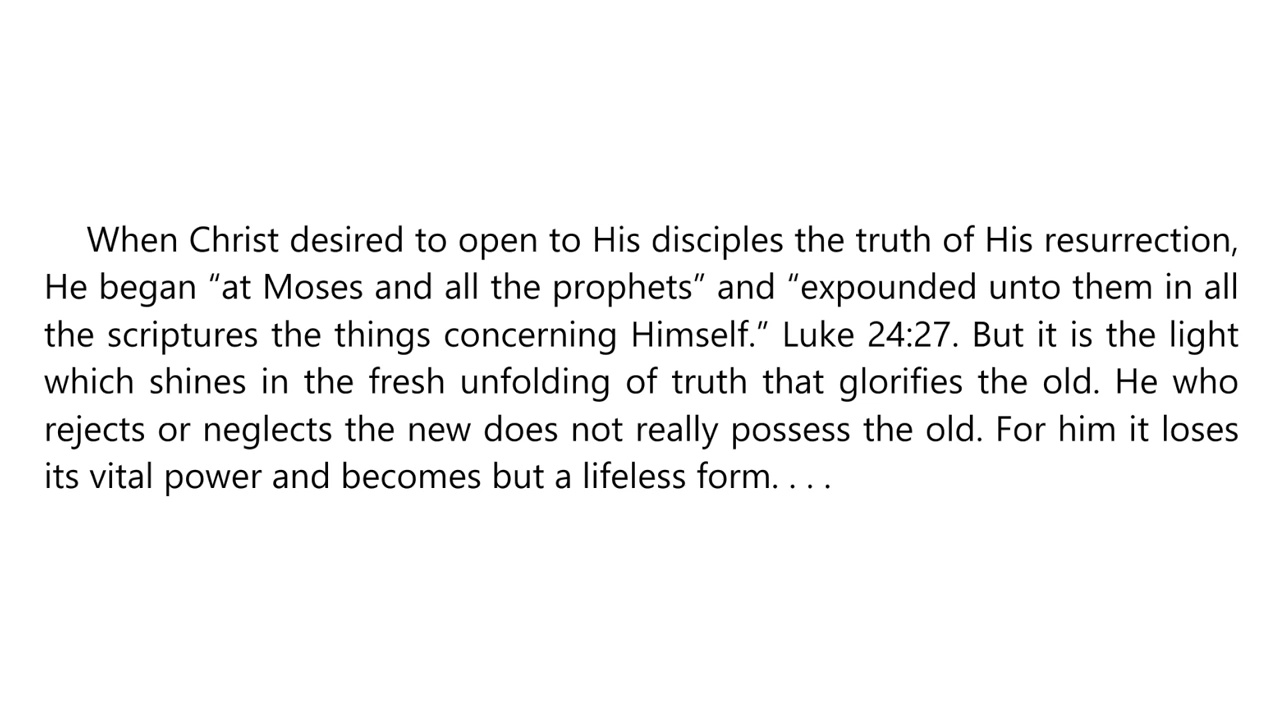 When Christ desired to open to His disciples the truth of His resurrection,
He began “at Moses and all the prophets” and “expounded unto them in all
the scriptures the things concerning Himself.” Luke 24:27. But it is the light
which shines in the fresh unfolding of truth that glorifies the old. He who
rejects or neglects the new does not really possess the old. For him it loses
its vital power and becomes but a lifeless form. . . .